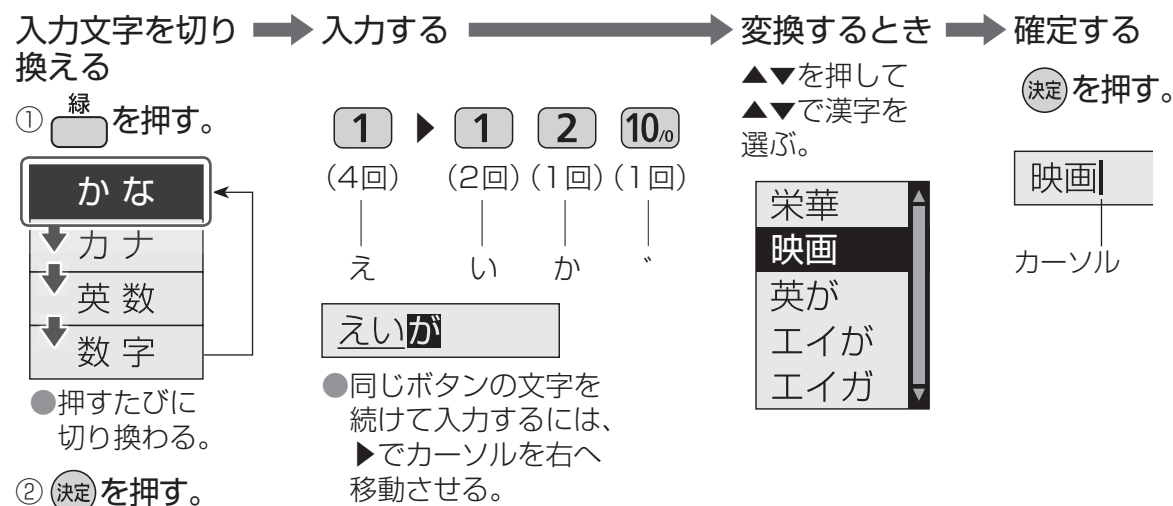 入力文字を切り
換える
① 緑 を押す。
か な
カ ナ
英 数
数 字
●押すたびに
切り換わる。
② 決定 を押す。
入力する
1 ▶ 1 2 10/0
(4回) (2回) (1回) (1回)
え い か ゛
えいが
●同じボタンの文字を
続けて入力するには、
▶でカーソルを右へ
移動させる。
変換するとき
▲▼を押して
▲▼で漢字を
選ぶ。
栄華
映画
英が
エイが
エイガ
確定する
決定 を押す。
映画
カーソル